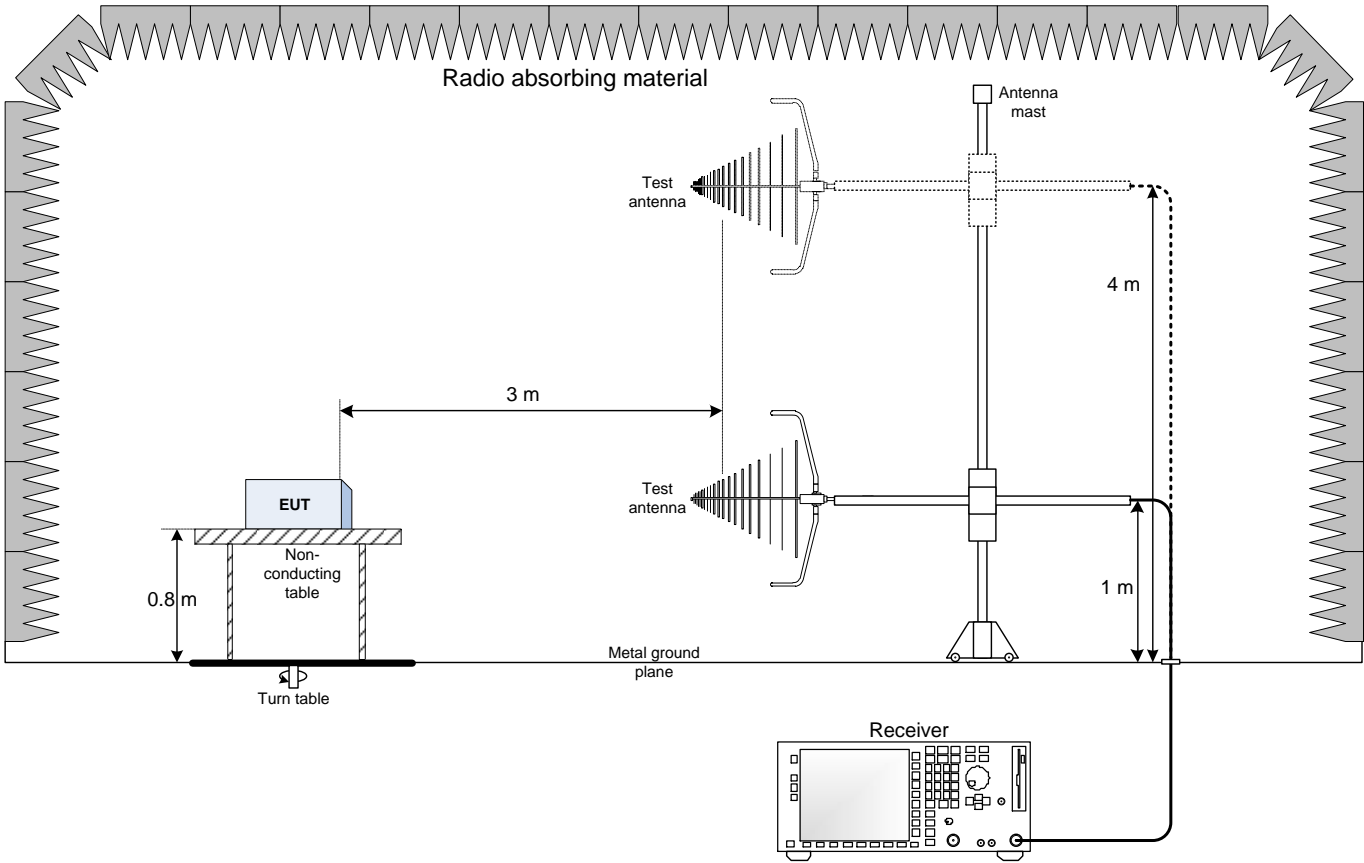 Radio absorbing material
Antenna
mast
Test
antenna
4 m
3 m
Test
antenna
EUT
Non-
conducting
table
0.8 m
1 m
Metal ground
plane
Turn table
Receiver